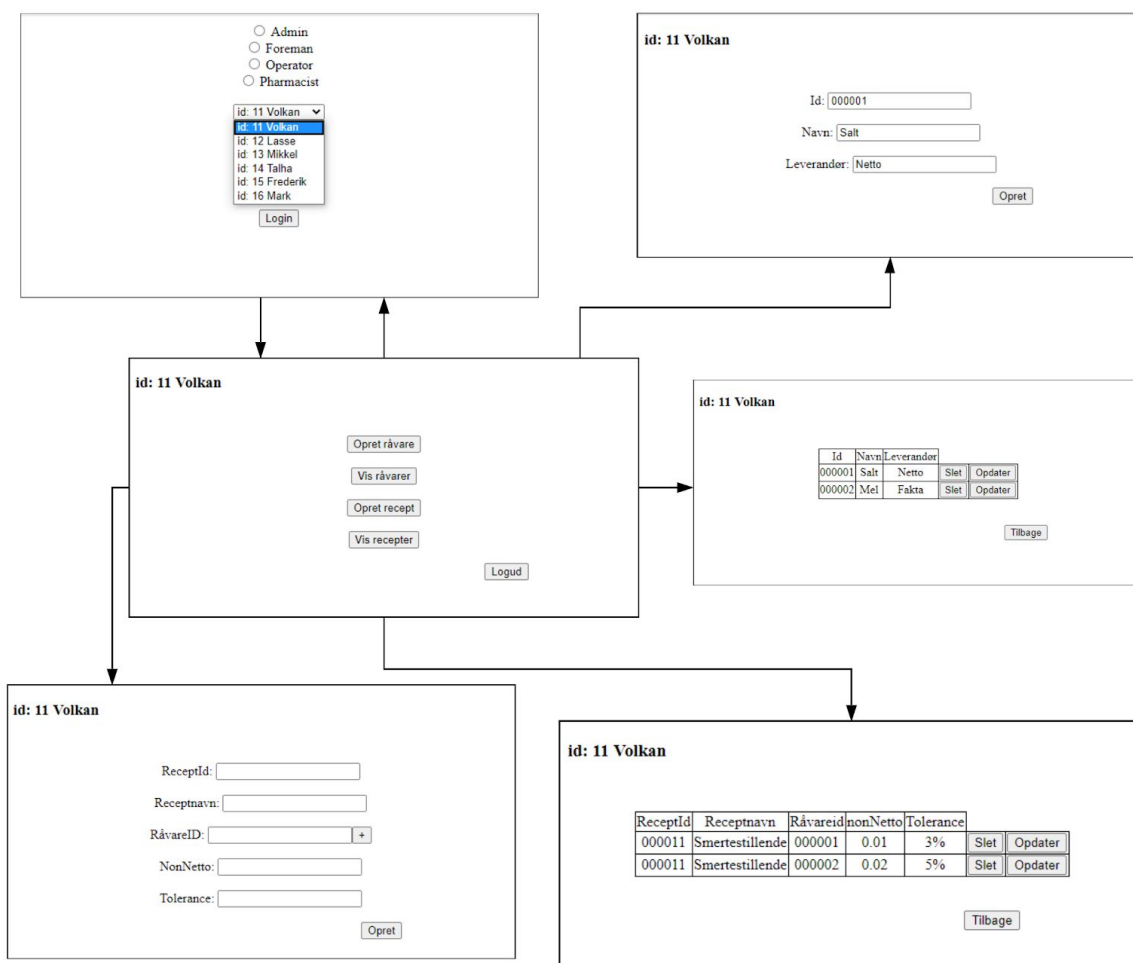 Admin
Foreman
Operator
Pharmacist
id: 11 Volkan
id: 11 Volkan
id: 12 Lasse
id: 13 Mikkel
id: 14 Talha
id: 15 Frederik
id: 16 Mark
Login
id: 11 Volkan
Id: 000001
Navn: Salt
Leverandør: Netto
Opret
id: 11 Volkan
Opret råvare
Vis råvarer
Opret recept
Vis recepter
Logud
id: 11 Volkan
Id Navn Leverandør
000001 Salt Netto Slet Opdater
000002 Mel Fakta Slet Opdater
Tilbage
id: 11 Volkan
ReceptId:
Receptnavn:
RåvareID: +
NonNetto:
Tolerance:
Opret
id: 11 Volkan
ReceptId Receptnavn Råvareid nonNetto Tolerance
000011 Smertestillende 000001 0.01 3% Slet Opdater
000011 Smertestillende 000002 0.02 5% Slet Opdater
Tilbage